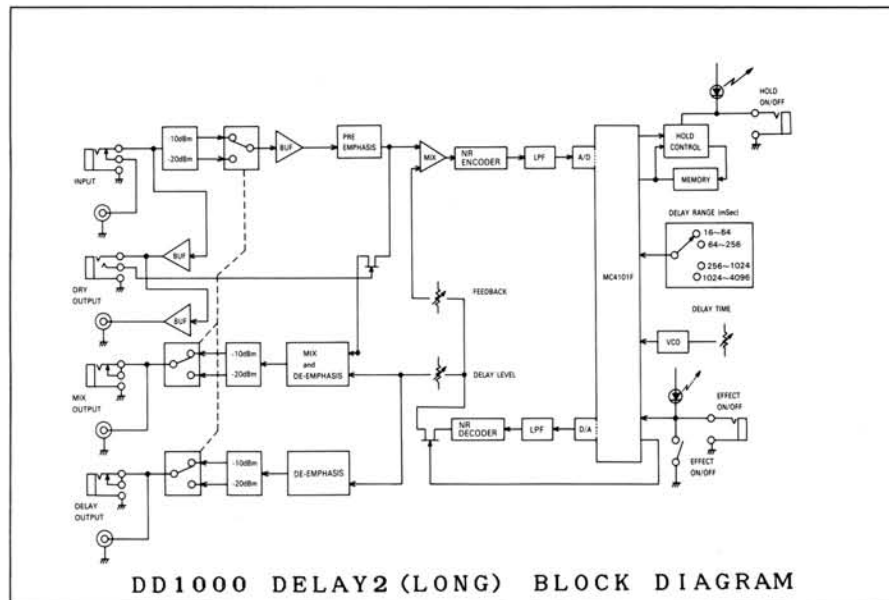 HOLD
ON/OFF
-10dBm
-20dBm
BUF
PRE
EMPHASIS
MIX
NR
ENCODER
LPF
A/D
HOLD
CONTROL
MEMORY
INPUT
DELAY RANGE (mSec)
16~64
64~256
256~1024
1024~4096
MC4101F
BUF
DRY OUTPUT
BUF
FEEDBACK
DELAY TIME
VCO
-10dBm
-20dBm
MIX
and
DE-EMPHASIS
DELAY LEVEL
MIX
OUTPUT
NR
DECODER
LPF
D/A
EFFECT
ON/OFF
EFFECT
ON/OFF
-10dBm
-20dBm
DE-EMPHASIS
DELAY
OUTPUT
DD1000 DELAY2 (LONG) BLOCK DIAGRAM